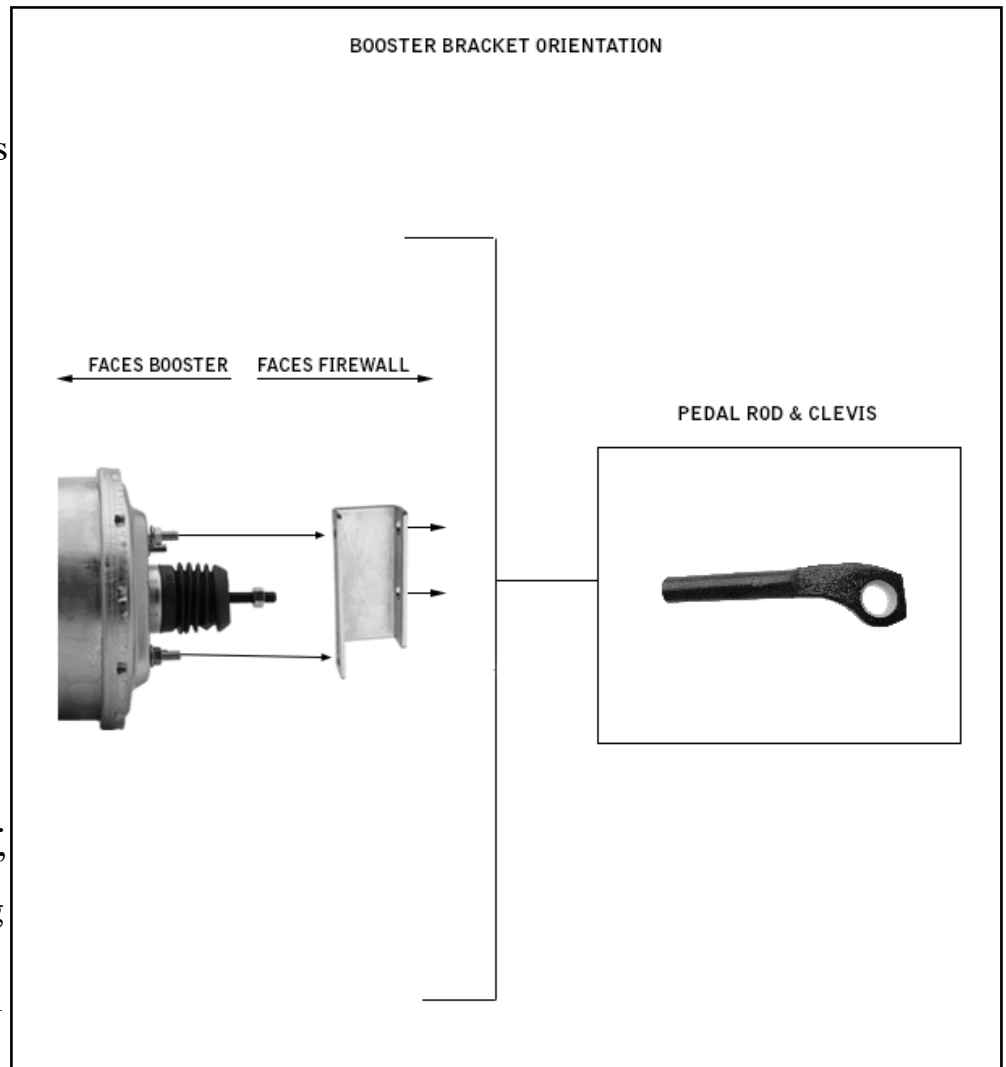 BOOSTER BRACKET ORIENTATION
FACES BOOSTER FACES FIREWALL
PEDAL ROD & CLEVIS